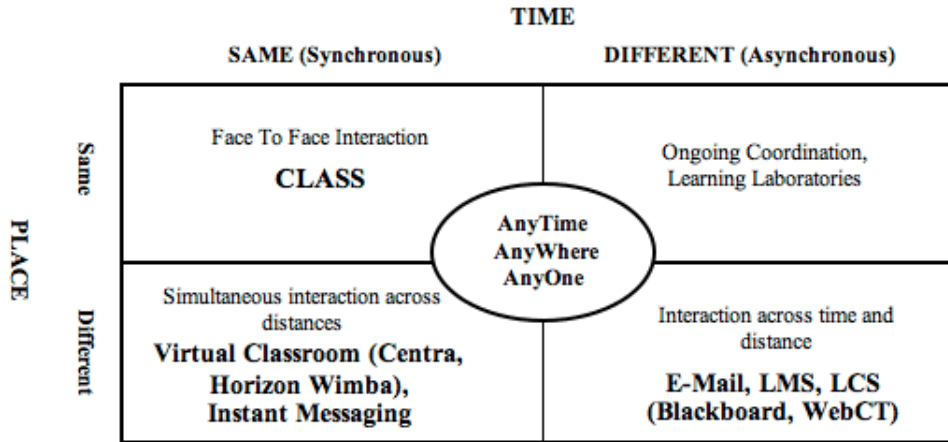 TIME
SAME (Synchronous)
DIFFERENT (Asynchronous)
PLACE
Same
Face To Face Interaction
CLASS
Ongoing Coordination,
Learning Laboratories
AnyTime
AnyWhere
AnyOne
Different
Simultaneous interaction across
distances
Virtual Classroom (Centra,
Horizon Wimba),
Instant Messaging
Interaction across time and
distance
E-Mail, LMS, LCS
(Blackboard, WebCT)